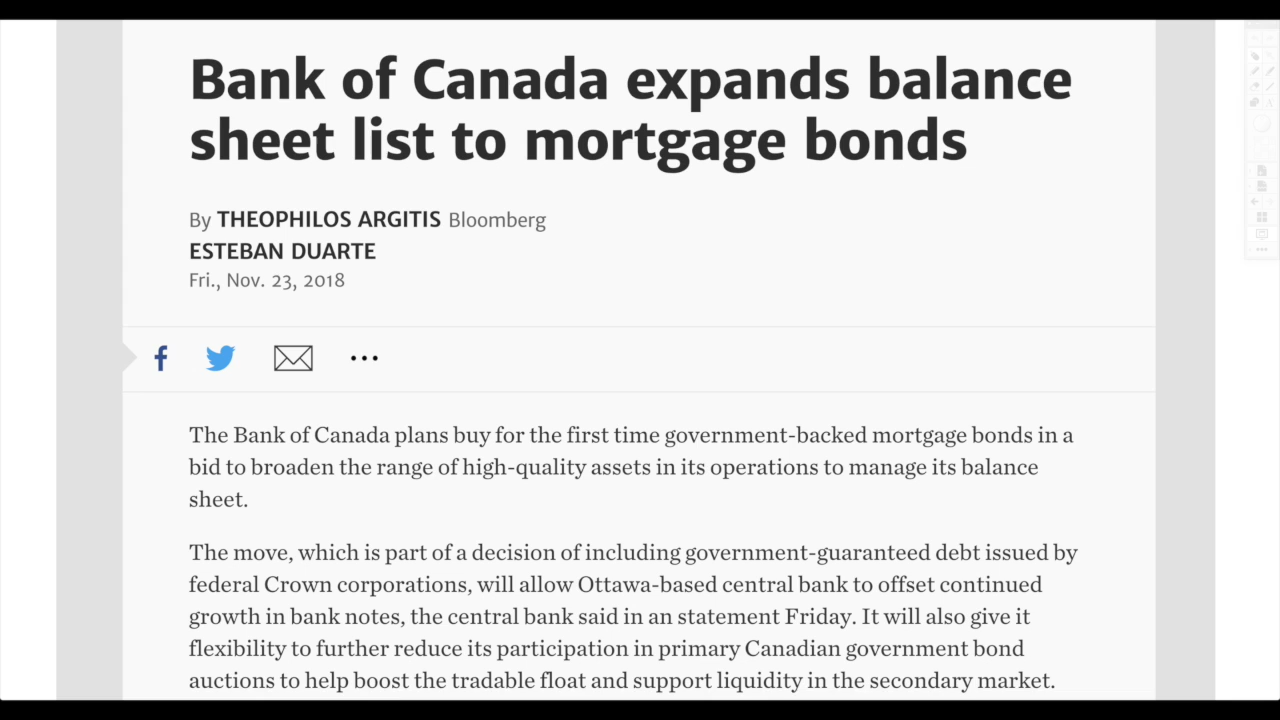 Bank of Canada expands balance
sheet list to mortgage bonds
By THEOPHILOS ARGITIS Bloomberg
ESTEBAN DUARTE
Fri., Nov. 23, 2018
The Bank of Canada plans buy for the first time government-backed mortgage bonds in a
bid to broaden the range of high-quality assets in its operations to manage its balance
sheet.
The move, which is part of a decision of including government-guaranteed debt issued by
federal Crown corporations, will allow Ottawa-based central bank to offset continued
growth in bank notes, the central bank said in an statement Friday. It will also give it
flexibility to further reduce its participation in primary Canadian government bond
auctions to help boost the tradable float and support liquidity in the secondary market.